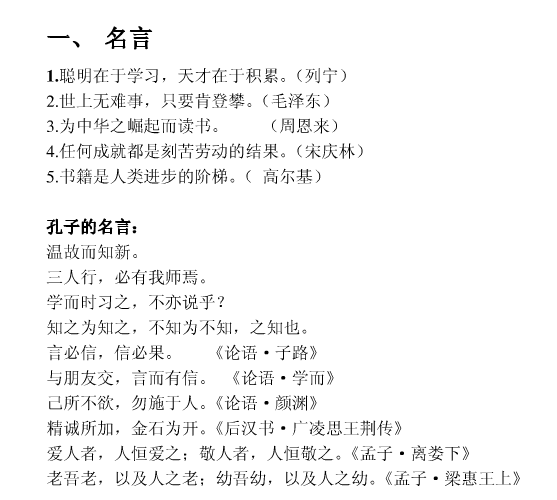 一、 名言
1.聪明在于学习，天才在于积累。（列宁）
2.世上无难事，只要肯登攀。（毛泽东）
3.为中华之崛起而读书。 （周恩来）
4.任何成就都是刻苦劳动的结果。（宋庆林）
5.书籍是人类进步的阶梯。（ 高尔基）
孔子的名言：
温故而知新。
三人行，必有我师焉。
学而时习之，不亦说乎？
知之为知之，不知为不知，之知也。
言必信，信必果。 《论语·子路》
与朋友交，言而有信。 《论语·学而》
己所不欲，勿施于人。《论语·颜渊》
精诚所加，金石为开。《后汉书·广凌思王荆传》
爱人者，人恒爱之；敬人者，人恒敬之。《孟子·离娄下》
老吾老，以及人之老；幼吾幼，以及人之幼。《孟子·梁惠王上》